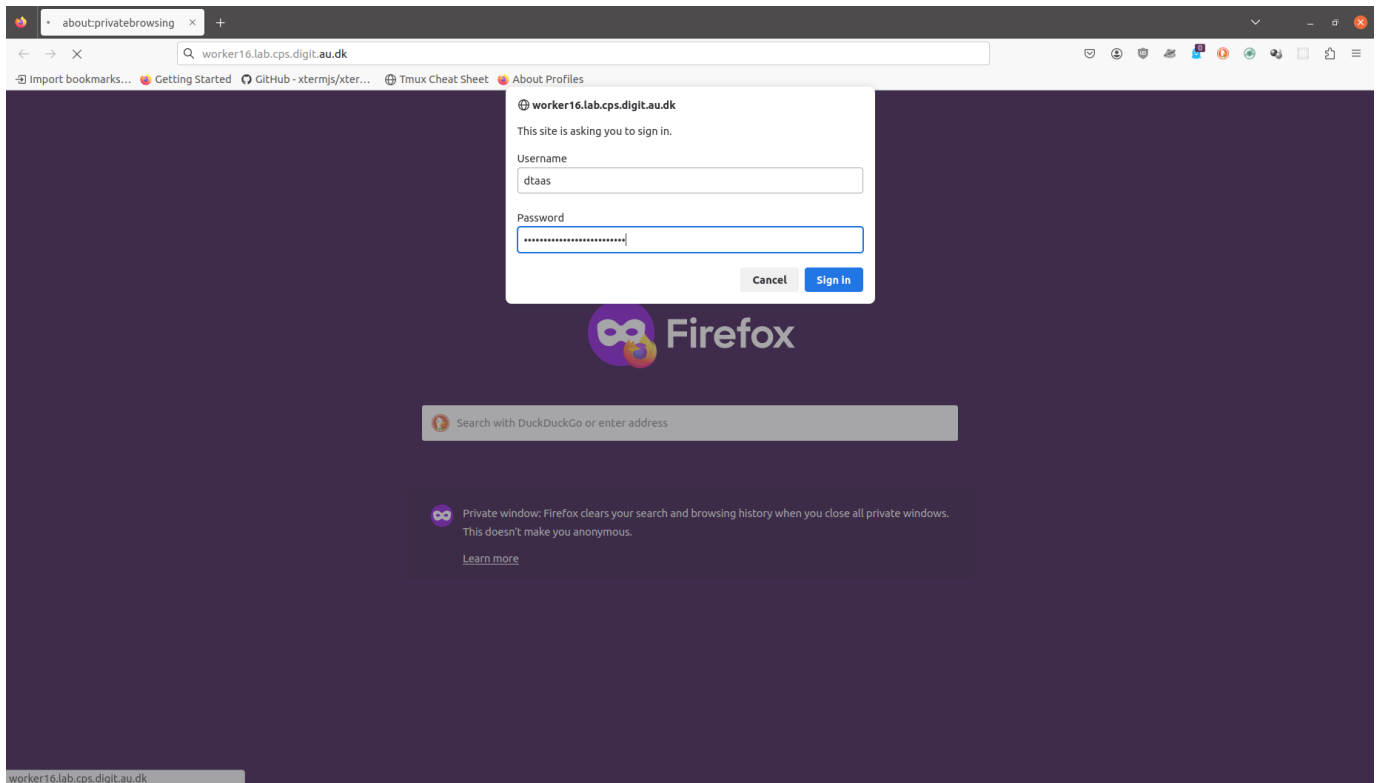 about:privatebrowsing
worker16.lab.cps.digit.au.dk
0
Import bookmarks... Getting Started GitHub - xtermjs/xter... Tmux Cheat Sheet About Profiles
worker16.lab.cps.digit.au.dk
This site is asking you to sign in.
Username
dtaas
Password
••••••••••••••••••••••••••
Cancel Sign in
Firefox
Search with DuckDuckGo or enter address
Private window: Firefox clears your search and browsing history when you close all private windows.
This doesn't make you anonymous.
Learn more
worker16.lab.cps.digit.au.dk